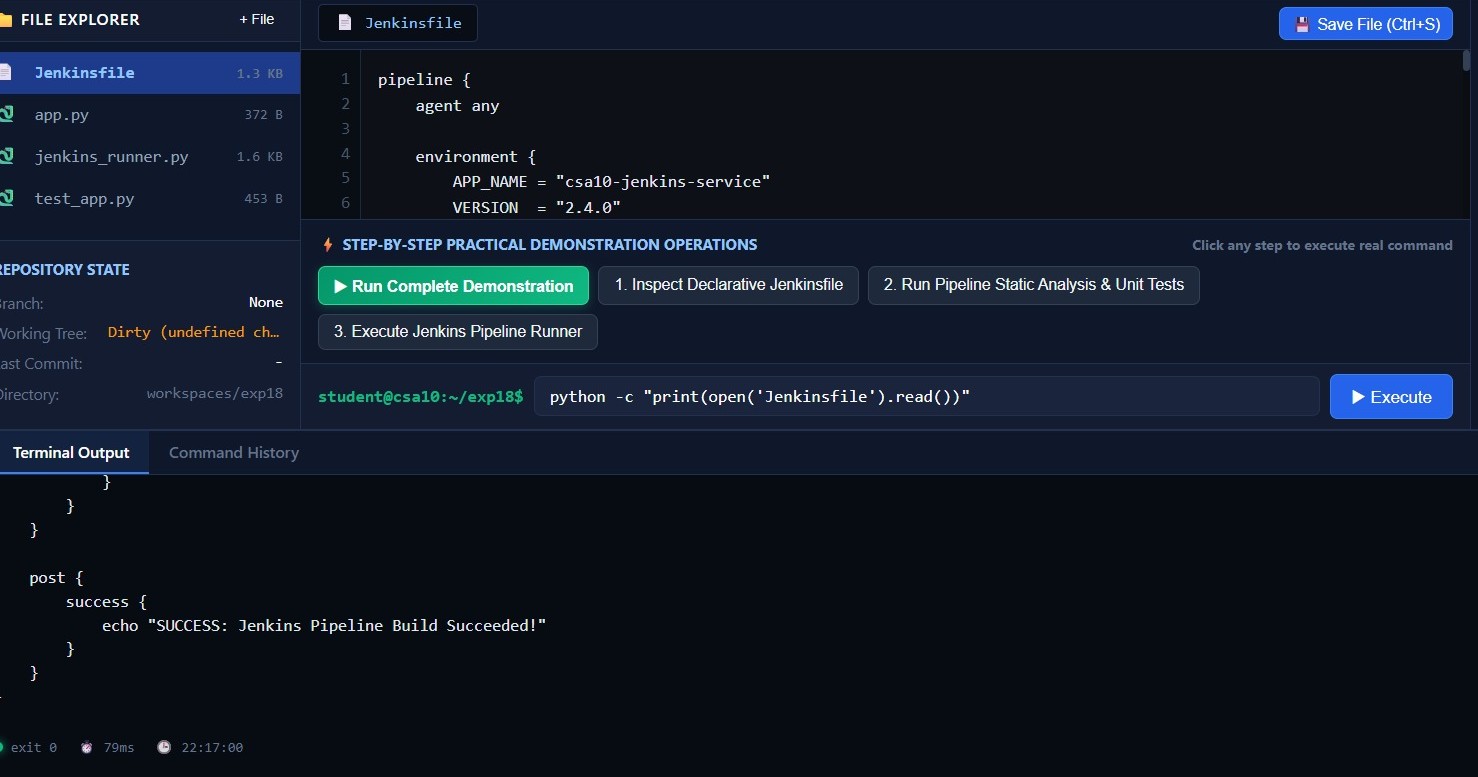 FILE EXPLORER
+ File
Jenkinsfile 1.3 KB
app.py 372 B
jenkins_runner.py 1.6 KB
test_app.py 453 B
REPOSITORY STATE
Branch: None
Working Tree: Dirty (undefined ch…
Last Commit: -
Directory: workspaces/exp18
Jenkinsfile
Save File (Ctrl+S)
1 pipeline {
2     agent any
3
4     environment {
5         APP_NAME = "csa10-jenkins-service"
6         VERSION  = "2.4.0"
STEP-BY-STEP PRACTICAL DEMONSTRATION OPERATIONS
Click any step to execute real command
▶ Run Complete Demonstration
1. Inspect Declarative Jenkinsfile
2. Run Pipeline Static Analysis & Unit Tests
3. Execute Jenkins Pipeline Runner
student@csa10:~/exp18$ python -c "print(open('Jenkinsfile').read())"
▶ Execute
Terminal Output
Command History
            }
        }
    }
    post {
        success {
            echo "SUCCESS: Jenkins Pipeline Build Succeeded!"
        }
    }
exit 0 79ms 22:17:00